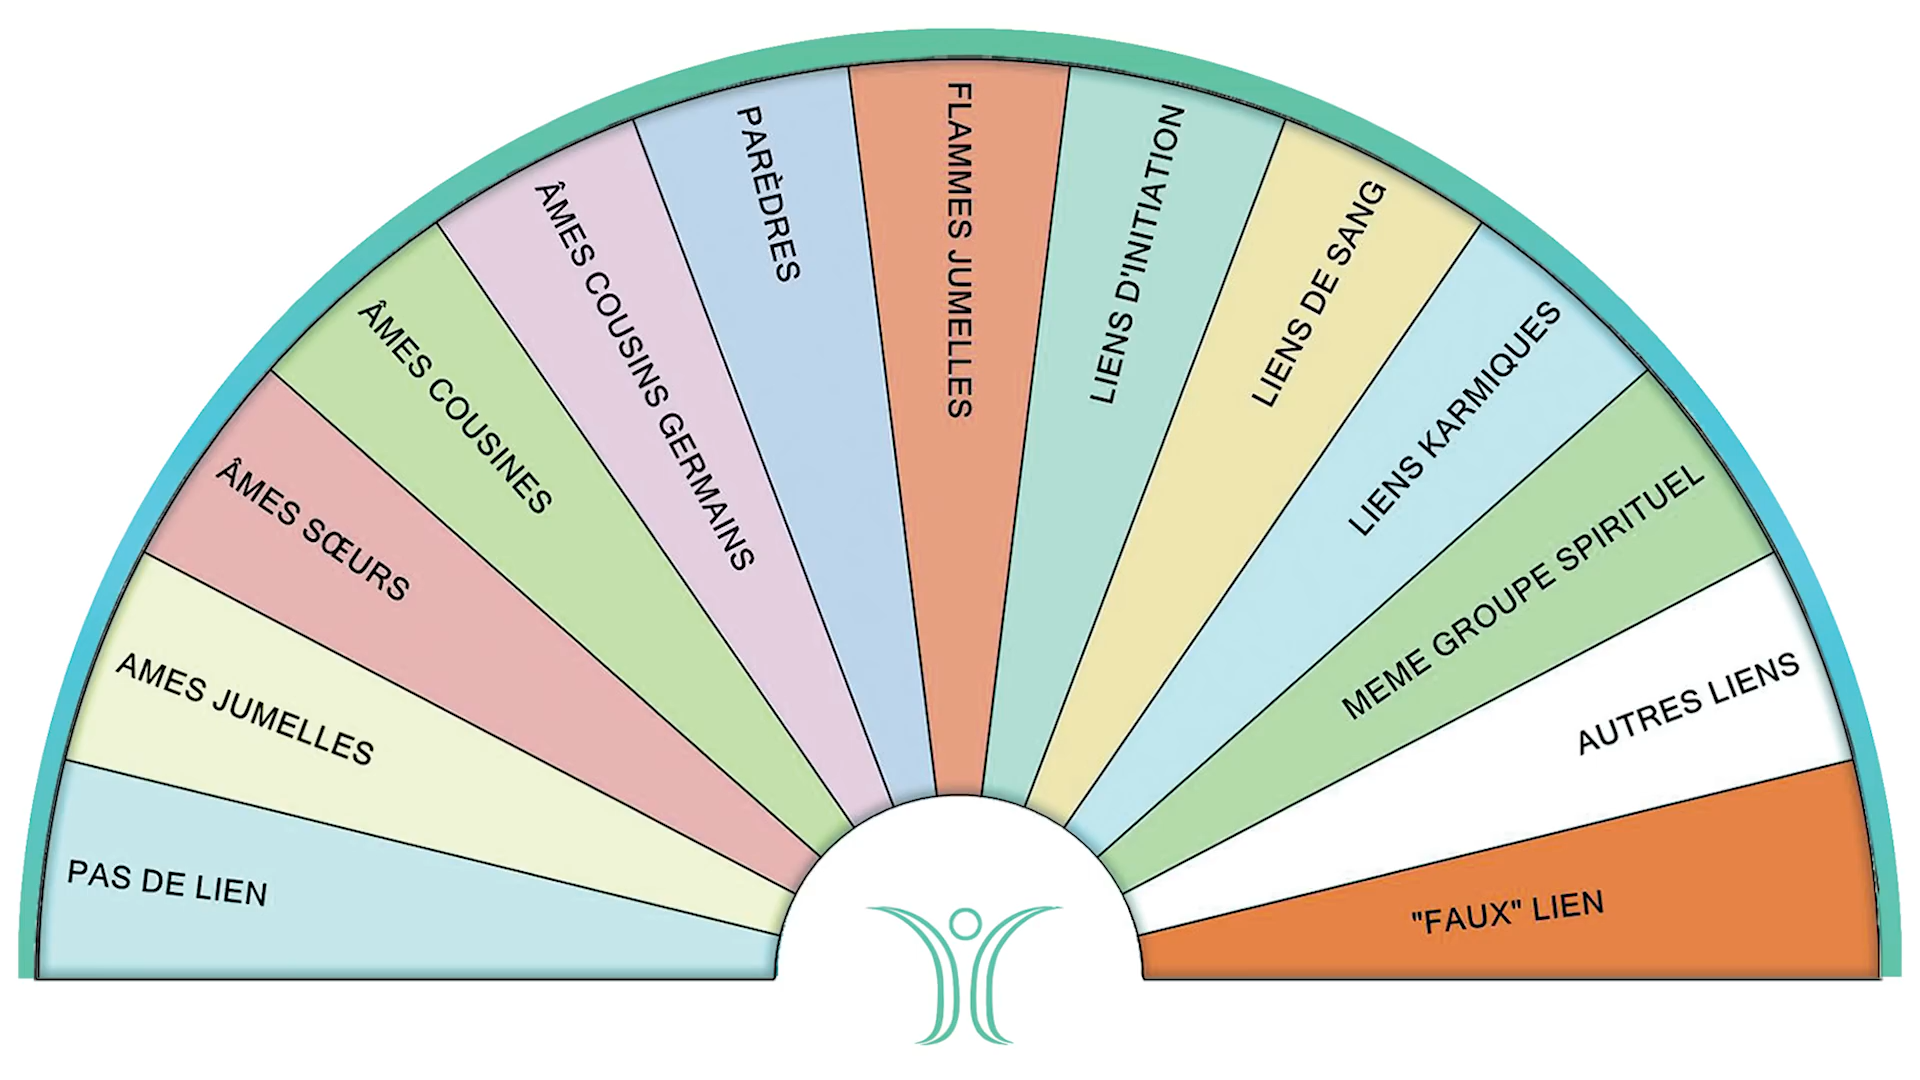 PAS DE LIEN
AMES JUMELLES
ÂMES SŒURS
ÂMES COUSINES
ÂMES COUSINS GERMAINS
PARÈDRES
FLAMMES JUMELLES
LIENS D'INITIATION
LIENS DE SANG
LIENS KARMIQUES
MEME GROUPE SPIRITUEL
AUTRES LIENS
"FAUX" LIEN